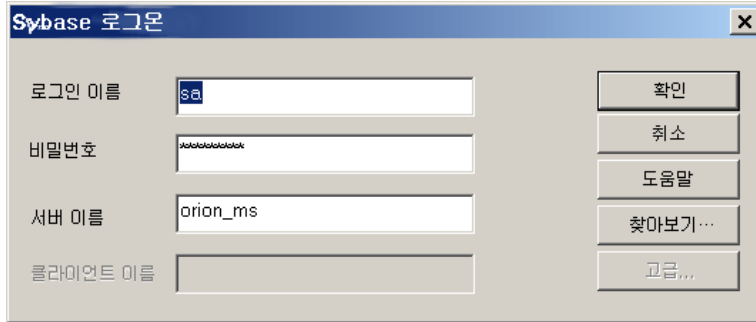 Sybase 로그온
로그인 이름
sa
확인
취소
비밀번호
**********
도움말
서버 이름
orion_ms
찾아보기...
클라이언트 이름
고급...